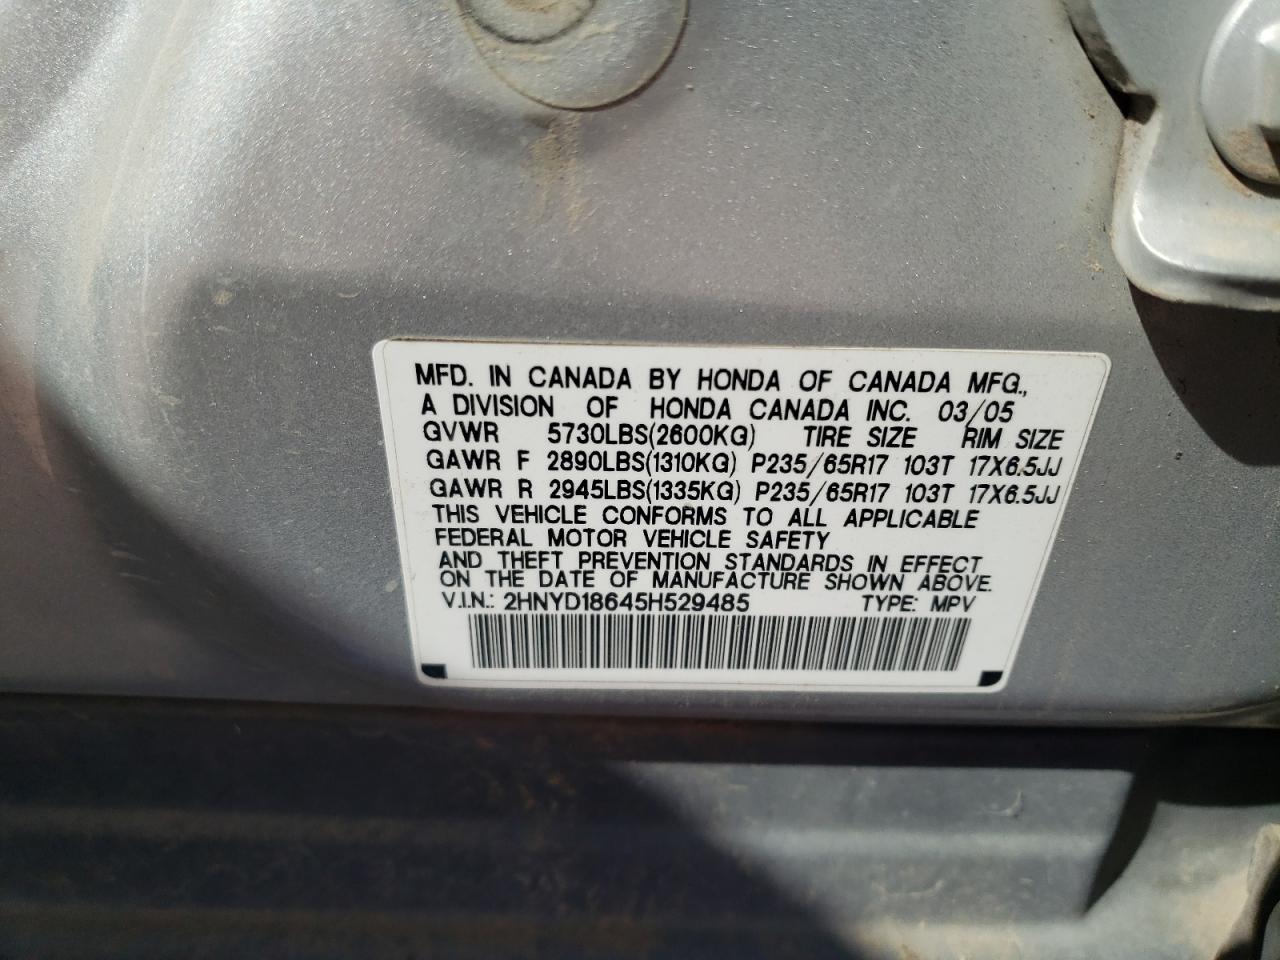 MFD. IN CANADA BY HONDA OF CANADA MFG.,
A DIVISION OF HONDA CANADA INC. 03/05
GVWR 5730LBS(2600KG) TIRE SIZE RIM SIZE
GAWR F 2890LBS(1310KG) P235/65R17 103T 17X6.5JJ
GAWR R 2945LBS(1335KG) P235/65R17 103T 17X6.5JJ
THIS VEHICLE CONFORMS TO ALL APPLICABLE
FEDERAL MOTOR VEHICLE SAFETY
AND THEFT PREVENTION STANDARDS IN EFFECT
ON THE DATE OF MANUFACTURE SHOWN ABOVE.
V.I.N.: 2HNYD18645H529485 TYPE: MPV